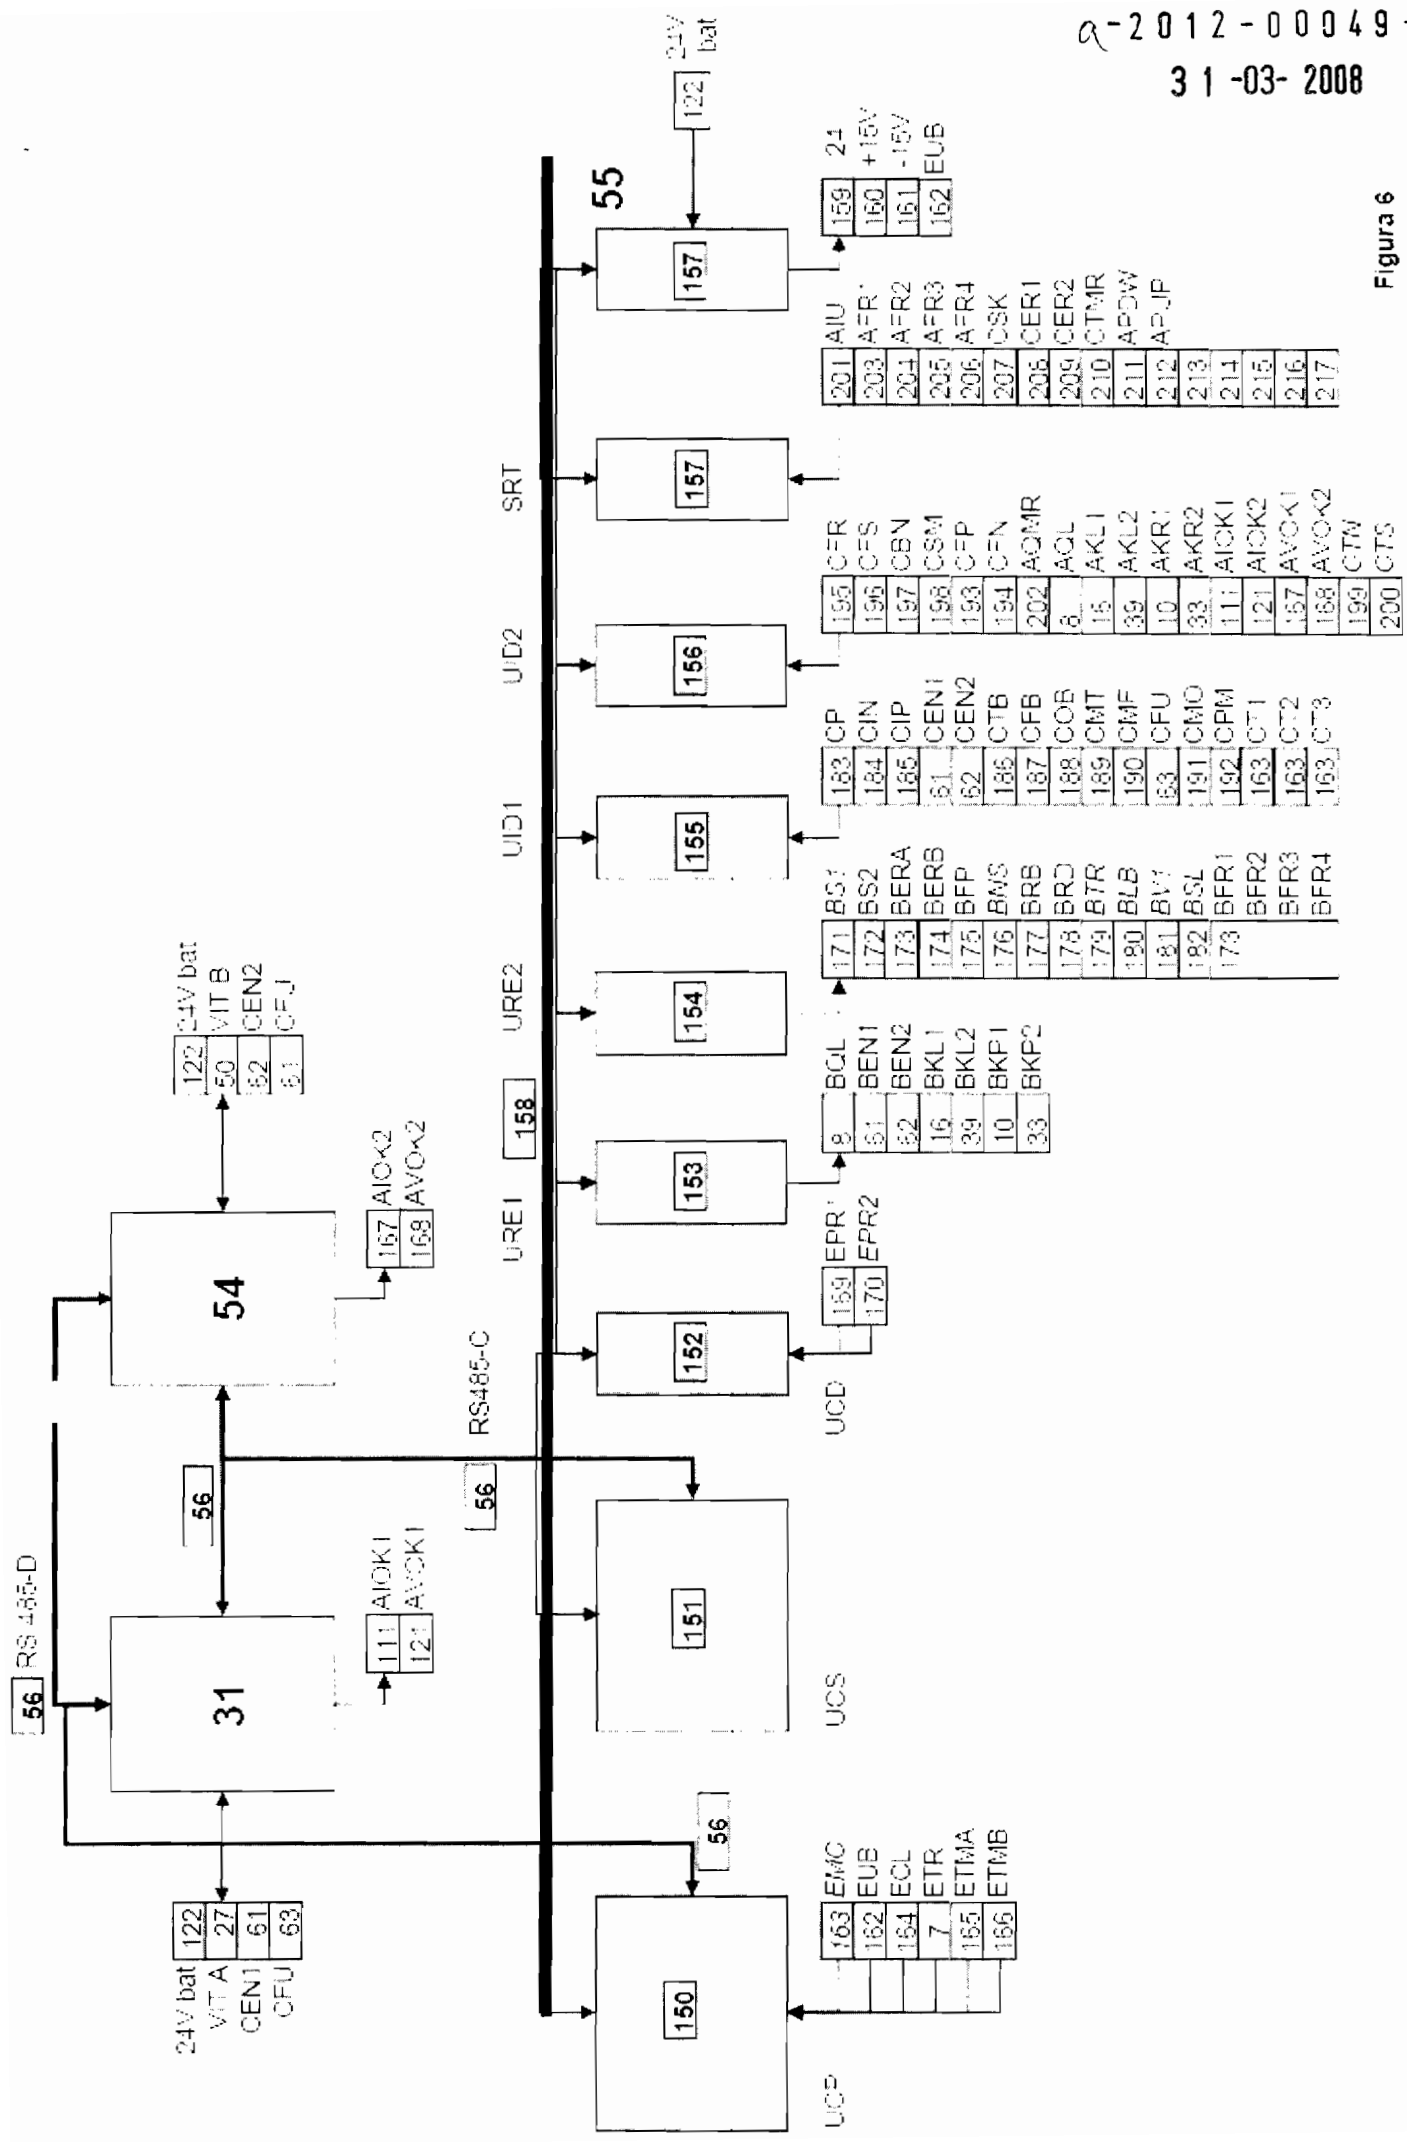 a-2012-00049-
31-03-2008
56 RS 485-D
24V bat 122
VIT A 27
CEN1 61
CFU 63
31
111 AIOK1
121 AVOK1
56
54
122 24V bat
50 VIT B
62 CEN2
61 CFU
167 AIOK2
168 AVOK2
56
RS485-C
56
158
URE1
URE2
UID1
UID2
SRT
55
122 24V bat
150
UCP
151
UCS
152
UCD
153
154
155
156
157
157
163 EMC
162 EUB
164 ECL
7 ETR
165 ETMA
166 ETMB
169 EPR1
170 EPR2
8 BQL
61 BEN1
62 BEN2
16 BKL1
39 BKL2
10 BKP1
33 BKP2
171 BS1
172 BS2
173 BERA
174 BERB
175 BFP
176 BNS
177 BRB
178 BRD
179 BTR
180 BLB
181 BV1
182 BSL
173 BFR1
BFR2
BFR3
BFR4
183 CP
184 CIN
185 CIP
61 CEN1
62 CEN2
186 CTB
187 CFB
188 COB
189 CMT
190 CMF
63 CFU
191 CMO
192 CPM
163 CT1
163 CT2
163 CT3
195 CFR
196 CFS
197 CBN
198 CSM
193 CFP
194 CFN
202 AQMR
8 AQL
16 AKL1
39 AKL2
10 AKR1
33 AKR2
111 AIOK1
121 AIOK2
167 AVOK1
168 AVOK2
199 CTN
200 CTS
201 AIU
203 AFR1
204 AFR2
205 AFR3
206 AFR4
207 CSK
208 CER1
209 CER2
210 CTMR
211 APDW
212 APUP
213
214
215
216
217
159 24
160 +15V
161 -15V
162 EUB
Figura 6